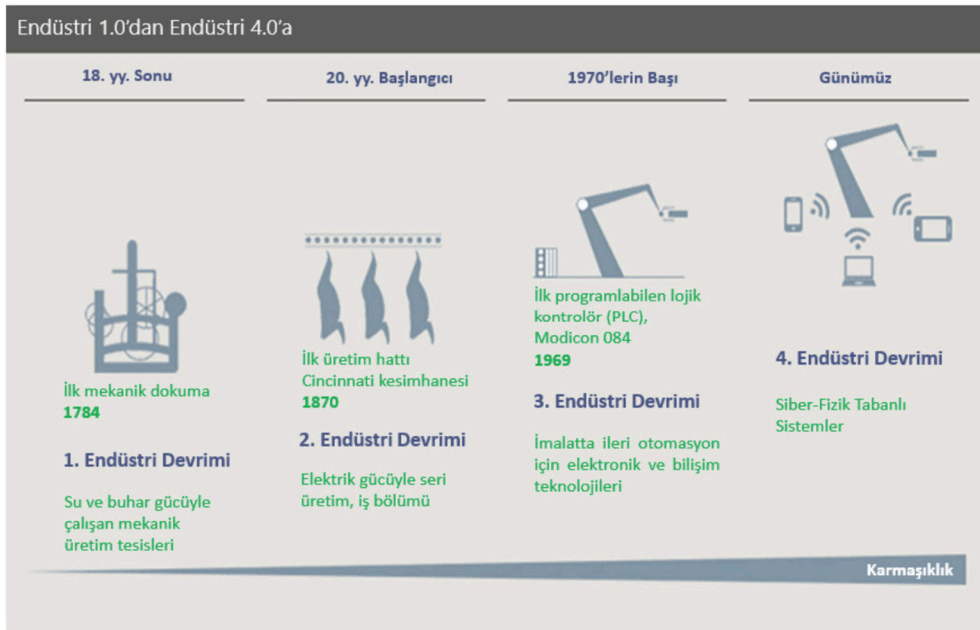 Endüstri 1.0'dan Endüstri 4.0'a
18. yy. Sonu
İlk mekanik dokuma
1784
1. Endüstri Devrimi
Su ve buhar gücüyle
çalışan mekanik
üretim tesisleri
20. yy. Başlangıcı
İlk üretim hattı
Cincinnati kesimhanesi
1870
2. Endüstri Devrimi
Elektrik gücüyle seri
üretim, iş bölümü
1970'lerin Başı
İlk programlabilen lojik
kontrolör (PLC),
Modicon 084
1969
3. Endüstri Devrimi
İmalatta ileri otomasyon
için elektronik ve bilişim
teknolojileri
Günümüz
4. Endüstri Devrimi
Siber-Fizik Tabanlı
Sistemler
Karmaşıklık